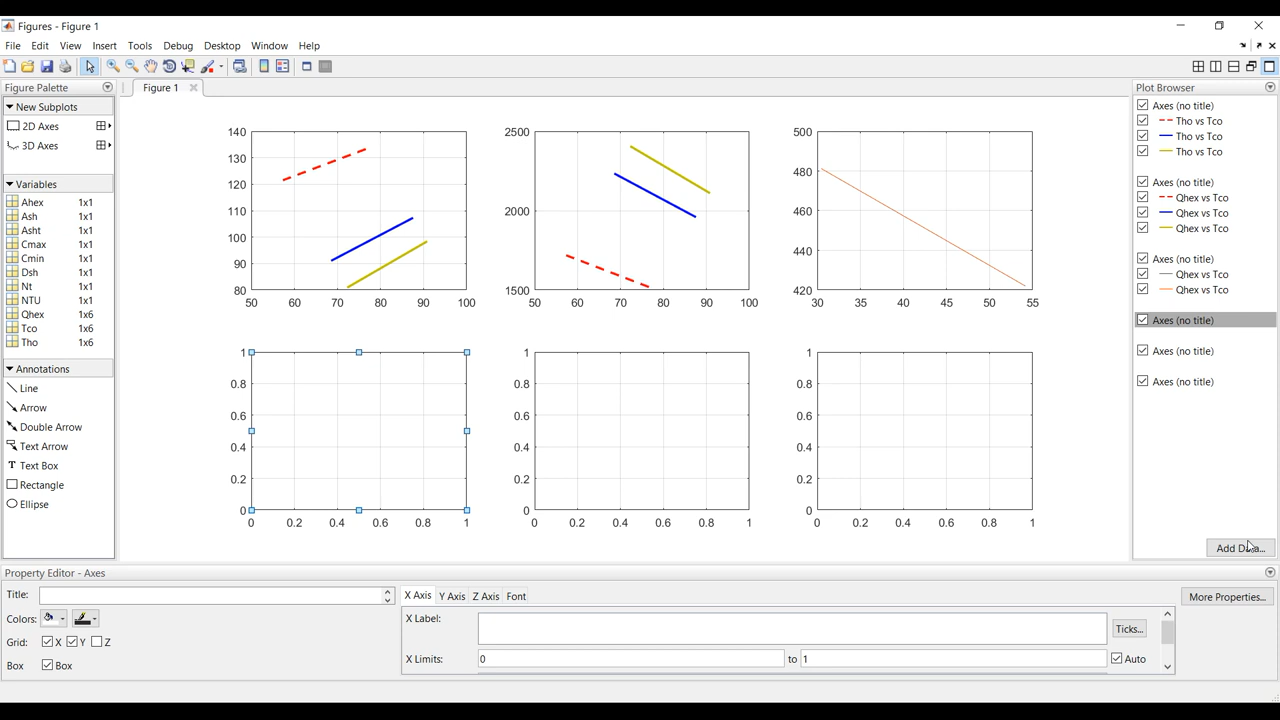 Figures - Figure 1
File Edit View Insert Tools Debug Desktop Window Help
Figure Palette
New Subplots
2D Axes
3D Axes
Variables
Ahex 1x1
Ash 1x1
Asht 1x1
Cmax 1x1
Cmin 1x1
Dsh 1x1
Nt 1x1
NTU 1x1
Qhex 1x6
Tco 1x6
Tho 1x6
Annotations
Line
Arrow
Double Arrow
Text Arrow
T Text Box
Rectangle
Ellipse
Figure 1
140
130
120
110
100
90
80
50 60 70 80 90 100
2500
2000
1500
50 60 70 80 90 100
500
480
460
440
420
30 35 40 45 50 55
1
0.8
0.6
0.4
0.2
0
0 0.2 0.4 0.6 0.8 1
1
0.8
0.6
0.4
0.2
0
0 0.2 0.4 0.6 0.8 1
1
0.8
0.6
0.4
0.2
0
0 0.2 0.4 0.6 0.8 1
Plot Browser
Axes (no title)
Tho vs Tco
Tho vs Tco
Tho vs Tco
Axes (no title)
Qhex vs Tco
Qhex vs Tco
Qhex vs Tco
Axes (no title)
Qhex vs Tco
Qhex vs Tco
Axes (no title)
Axes (no title)
Axes (no title)
Add Data...
Property Editor - Axes
Title:
Colors:
Grid: X Y Z
Box Box
X Axis Y Axis Z Axis Font
X Label:
Ticks...
X Limits: 0 to 1 Auto
More Properties...